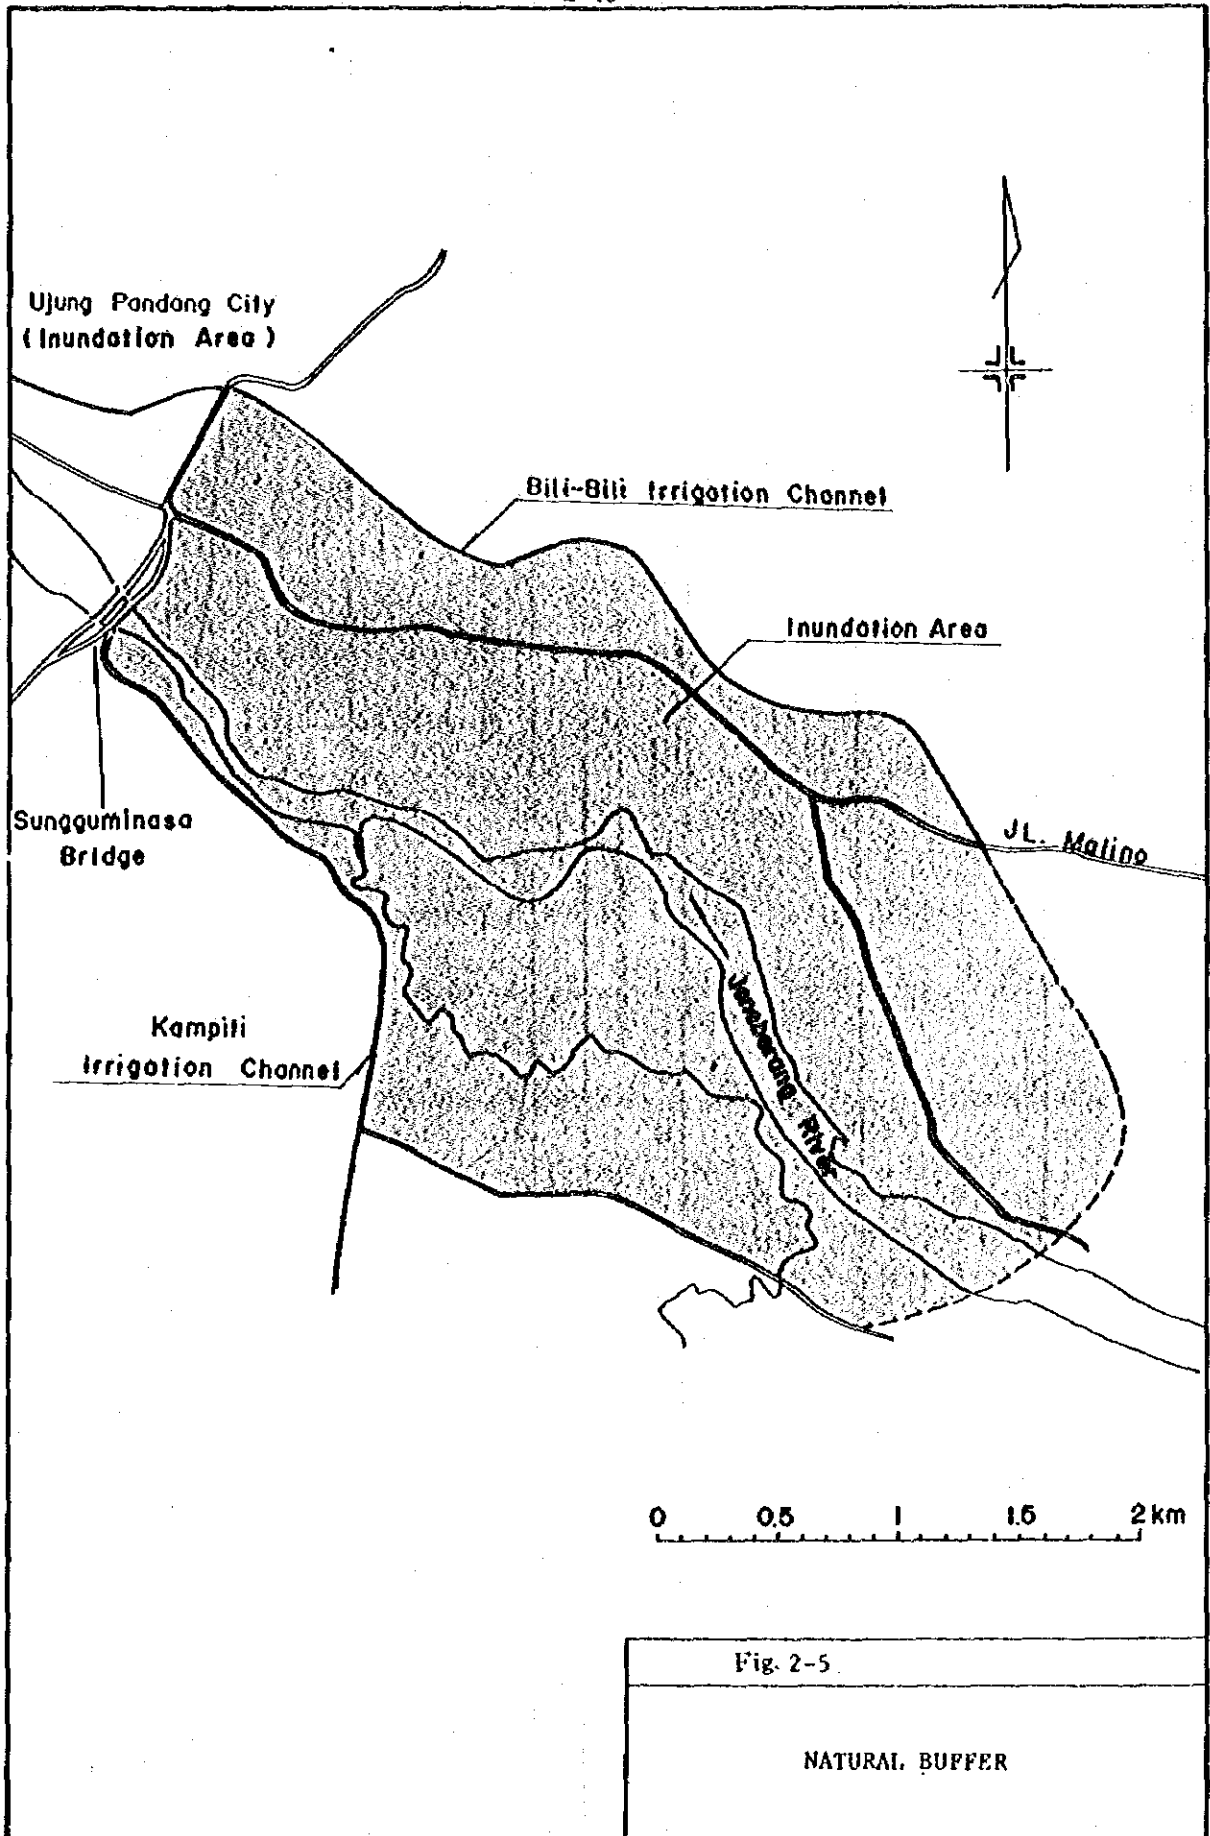 Ujung Pandang City
(Inundation Area)
Bili-Bili Irrigation Channel
Inundation Area
Sungguminasa
Bridge
JL. Malino
Jeneberang River
Kampili
Irrigation Channel
0 0.5 1 1.5 2 km
Fig. 2-5
NATURAL BUFFER